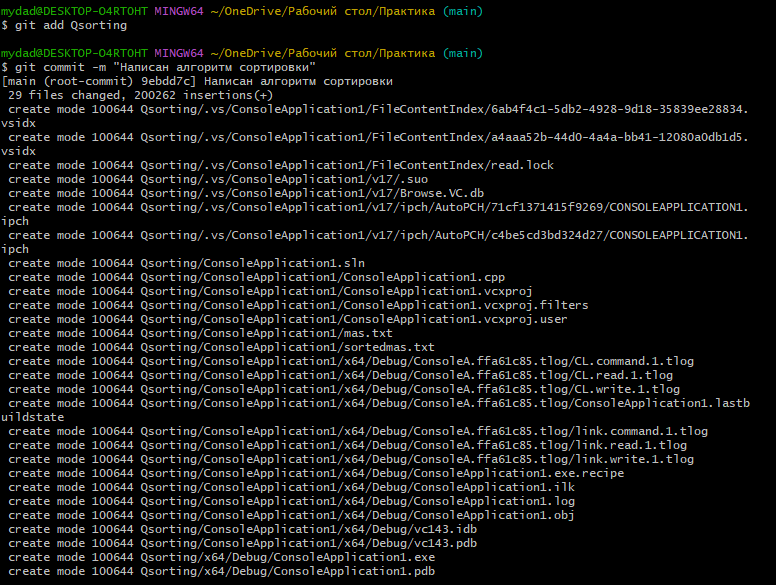 mydad@DESKTOP-O4RTOHT MINGW64 ~/OneDrive/Рабочий стол/Практика (main)
$ git add Qsorting
mydad@DESKTOP-O4RTOHT MINGW64 ~/OneDrive/Рабочий стол/Практика (main)
$ git commit -m "Написан алгоритм сортировки"
[main (root-commit) 9ebdd7c] Написан алгоритм сортировки
 29 files changed, 200262 insertions(+)
 create mode 100644 Qsorting/.vs/ConsoleApplication1/FileContentIndex/6ab4f4c1-5db2-4928-9d18-35839ee28834.
vsidx
 create mode 100644 Qsorting/.vs/ConsoleApplication1/FileContentIndex/a4aaa52b-44d0-4a4a-bb41-12080a0db1d5.
vsidx
 create mode 100644 Qsorting/.vs/ConsoleApplication1/FileContentIndex/read.lock
 create mode 100644 Qsorting/.vs/ConsoleApplication1/v17/.suo
 create mode 100644 Qsorting/.vs/ConsoleApplication1/v17/Browse.VC.db
 create mode 100644 Qsorting/.vs/ConsoleApplication1/v17/ipch/AutoPCH/71cf1371415f9269/CONSOLEAPPLICATION1.
ipch
 create mode 100644 Qsorting/.vs/ConsoleApplication1/v17/ipch/AutoPCH/c4be5cd3bd324d27/CONSOLEAPPLICATION1.
ipch
 create mode 100644 Qsorting/ConsoleApplication1.sln
 create mode 100644 Qsorting/ConsoleApplication1/ConsoleApplication1.cpp
 create mode 100644 Qsorting/ConsoleApplication1/ConsoleApplication1.vcxproj
 create mode 100644 Qsorting/ConsoleApplication1/ConsoleApplication1.vcxproj.filters
 create mode 100644 Qsorting/ConsoleApplication1/ConsoleApplication1.vcxproj.user
 create mode 100644 Qsorting/ConsoleApplication1/mas.txt
 create mode 100644 Qsorting/ConsoleApplication1/sortedmas.txt
 create mode 100644 Qsorting/ConsoleApplication1/x64/Debug/ConsoleA.ffa61c85.tlog/CL.command.1.tlog
 create mode 100644 Qsorting/ConsoleApplication1/x64/Debug/ConsoleA.ffa61c85.tlog/CL.read.1.tlog
 create mode 100644 Qsorting/ConsoleApplication1/x64/Debug/ConsoleA.ffa61c85.tlog/CL.write.1.tlog
 create mode 100644 Qsorting/ConsoleApplication1/x64/Debug/ConsoleA.ffa61c85.tlog/ConsoleApplication1.lastb
uildstate
 create mode 100644 Qsorting/ConsoleApplication1/x64/Debug/ConsoleA.ffa61c85.tlog/link.command.1.tlog
 create mode 100644 Qsorting/ConsoleApplication1/x64/Debug/ConsoleA.ffa61c85.tlog/link.read.1.tlog
 create mode 100644 Qsorting/ConsoleApplication1/x64/Debug/ConsoleA.ffa61c85.tlog/link.write.1.tlog
 create mode 100644 Qsorting/ConsoleApplication1/x64/Debug/ConsoleApplication1.exe.recipe
 create mode 100644 Qsorting/ConsoleApplication1/x64/Debug/ConsoleApplication1.ilk
 create mode 100644 Qsorting/ConsoleApplication1/x64/Debug/ConsoleApplication1.log
 create mode 100644 Qsorting/ConsoleApplication1/x64/Debug/ConsoleApplication1.obj
 create mode 100644 Qsorting/ConsoleApplication1/x64/Debug/vc143.idb
 create mode 100644 Qsorting/ConsoleApplication1/x64/Debug/vc143.pdb
 create mode 100644 Qsorting/x64/Debug/ConsoleApplication1.exe
 create mode 100644 Qsorting/x64/Debug/ConsoleApplication1.pdb